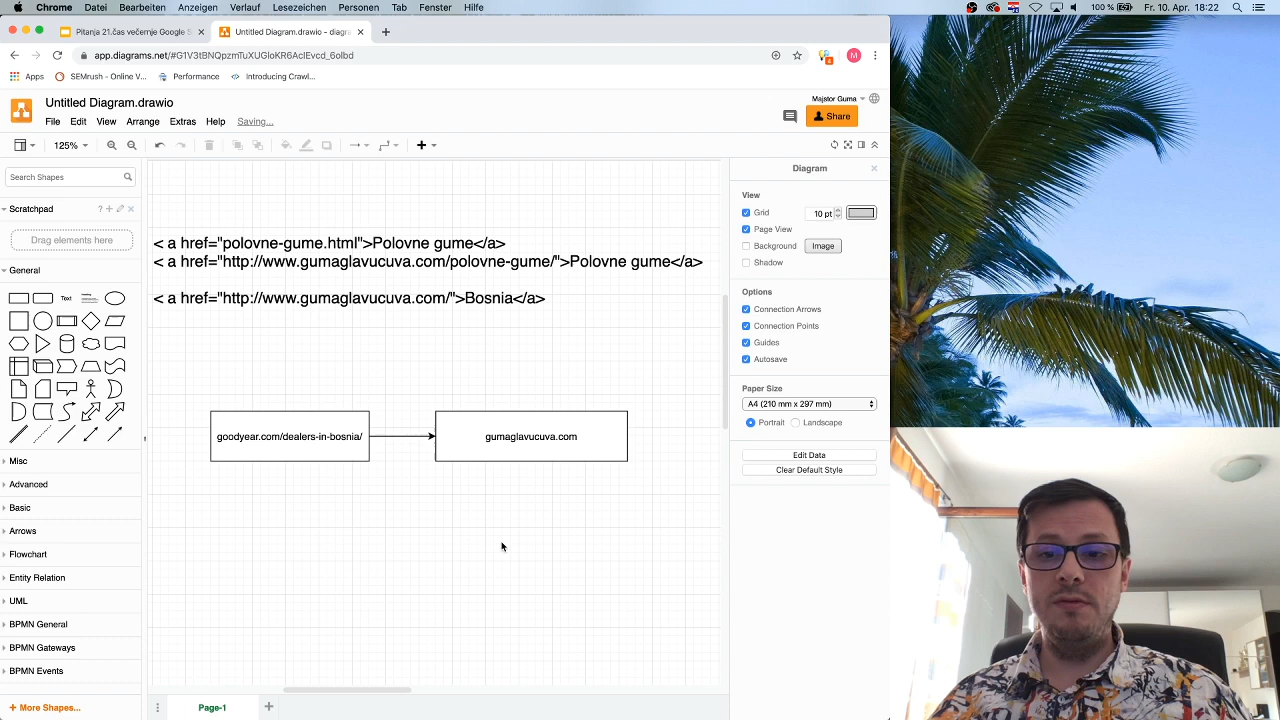 Chrome Datei Bearbeiten Anzeigen Verlauf Lesezeichen Personen Tab Fenster Hilfe 100 % Fr. 10. Apr. 18:22
Pitanja 21.čas večernje Google S
Untitled Diagram.drawio - diagra
Apps SEMrush - Online V... Performance Introducing Crawl...
Untitled Diagram.drawio
Majstor Guma
File Edit View Arrange Extras Help Saving...
Share
125%
Search Shapes
Diagram
Scratchpad
Drag elements here
General
Text
Misc
Advanced
Basic
Arrows
Flowchart
Entity Relation
UML
BPMN General
BPMN Gateways
BPMN Events
+ More Shapes...
< a href="polovne-gume.html">Polovne gume</a>
< a href="http://www.gumaglavucuva.com/polovne-gume/">Polovne gume</a>
< a href="http://www.gumaglavucuva.com/">Bosnia</a>
goodyear.com/dealers-in-bosnia/
gumaglavucuva.com
View
Grid 10 pt
Page View
Background Image
Shadow
Options
Connection Arrows
Connection Points
Guides
Autosave
Paper Size
A4 (210 mm x 297 mm)
Portrait Landscape
Edit Data
Clear Default Style
Page-1